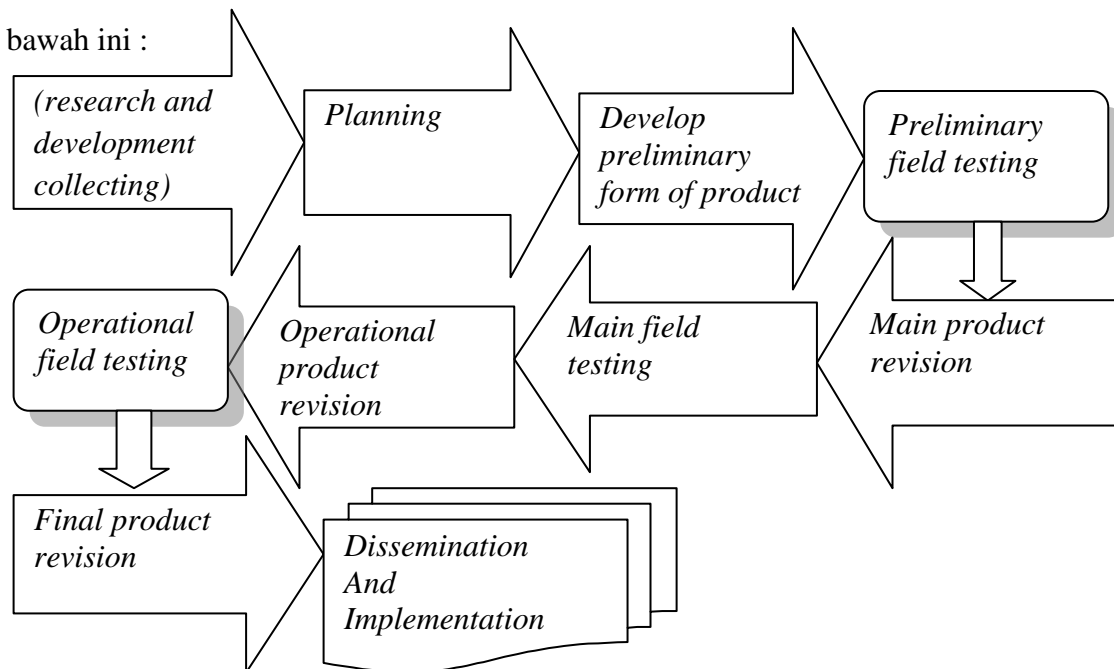 bawah ini :
(research and
development
collecting)
Planning
Develop
preliminary
form of product
Preliminary
field testing
Main product
revision
Main field
testing
Operational
product
revision
Operational
field testing
Final product
revision
Dissemination
And
Implementation